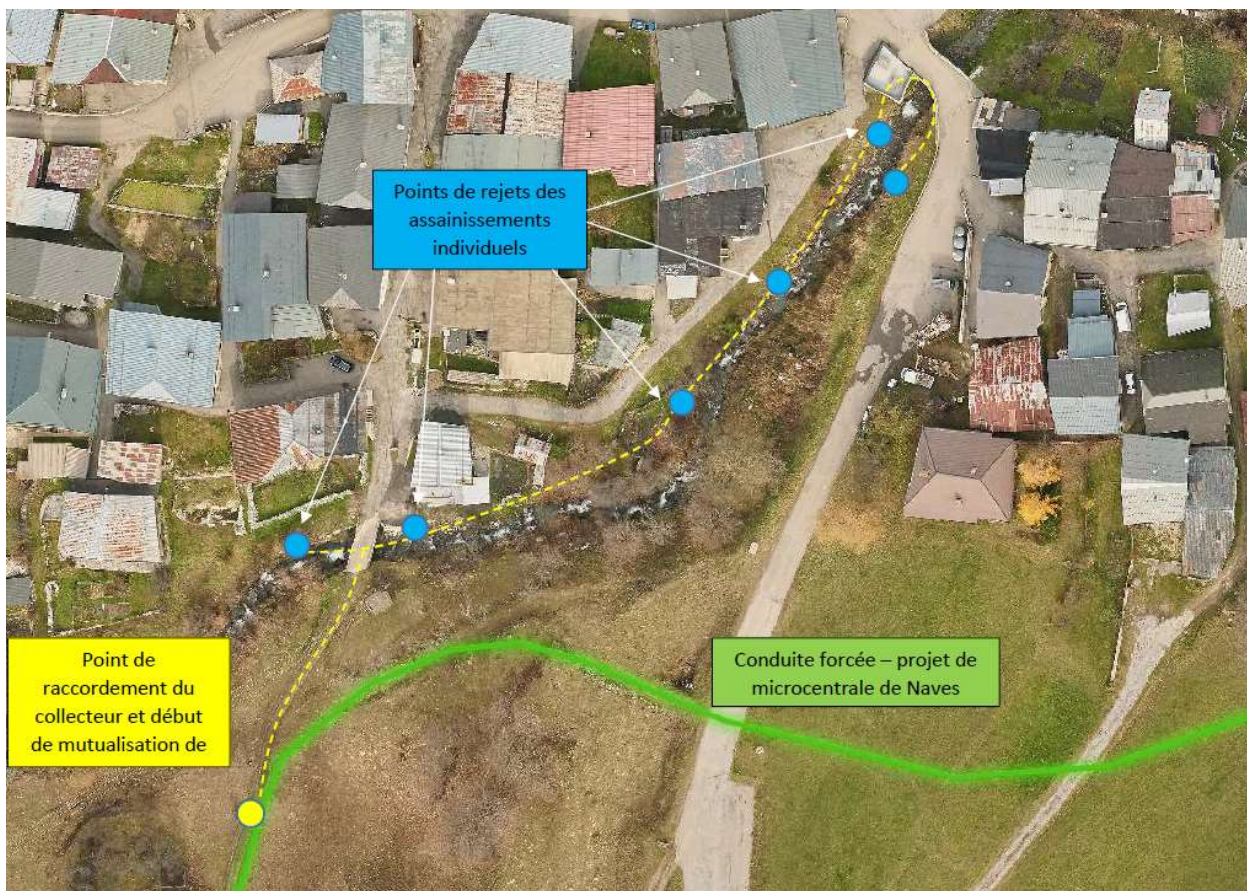 Points de rejets des
assainissements
individuels
Point de
raccordement du
collecteur et début
de mutualisation de
Conduite forcée – projet de
microcentrale de Naves